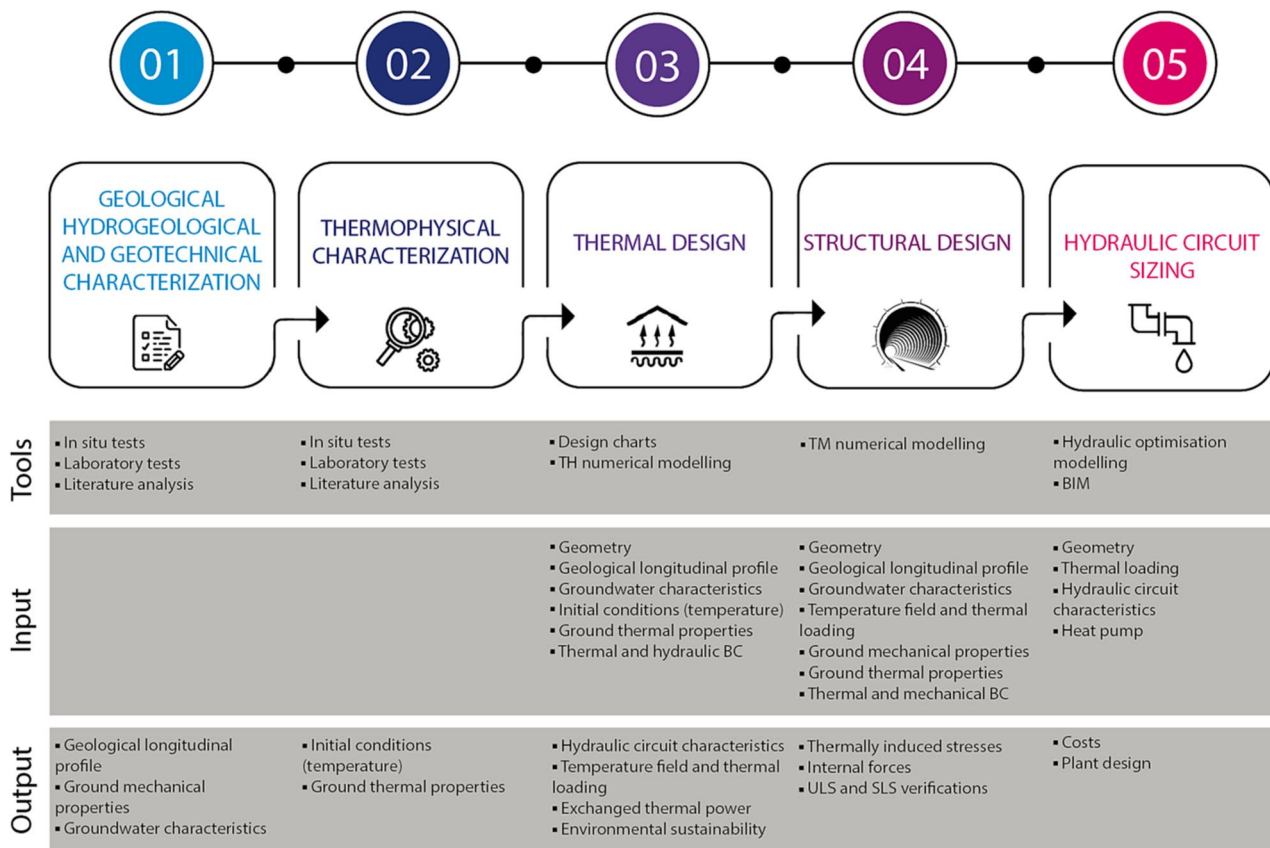 01
02
03
04
05
GEOLOGICAL
HYDROGEOLOGICAL
AND GEOTECHNICAL
CHARACTERIZATION
THERMOPHYSICAL
CHARACTERIZATION
THERMAL DESIGN
STRUCTURAL DESIGN
HYDRAULIC CIRCUIT
SIZING
Tools
▪ In situ tests
▪ Laboratory tests
▪ Literature analysis
▪ In situ tests
▪ Laboratory tests
▪ Literature analysis
▪ Design charts
▪ TH numerical modelling
▪ TM numerical modelling
▪ Hydraulic optimisation
modelling
▪ BIM
Input
▪ Geometry
▪ Geological longitudinal profile
▪ Groundwater characteristics
▪ Initial conditions (temperature)
▪ Ground thermal properties
▪ Thermal and hydraulic BC
▪ Geometry
▪ Geological longitudinal profile
▪ Groundwater characteristics
▪ Temperature field and thermal
loading
▪ Ground mechanical properties
▪ Ground thermal properties
▪ Thermal and mechanical BC
▪ Geometry
▪ Thermal loading
▪ Hydraulic circuit
characteristics
▪ Heat pump
Output
▪ Geological longitudinal
profile
▪ Ground mechanical
properties
▪ Groundwater characteristics
▪ Initial conditions
(temperature)
▪ Ground thermal properties
▪ Hydraulic circuit characteristics
▪ Temperature field and thermal
loading
▪ Exchanged thermal power
▪ Environmental sustainability
▪ Thermally induced stresses
▪ Internal forces
▪ ULS and SLS verifications
▪ Costs
▪ Plant design